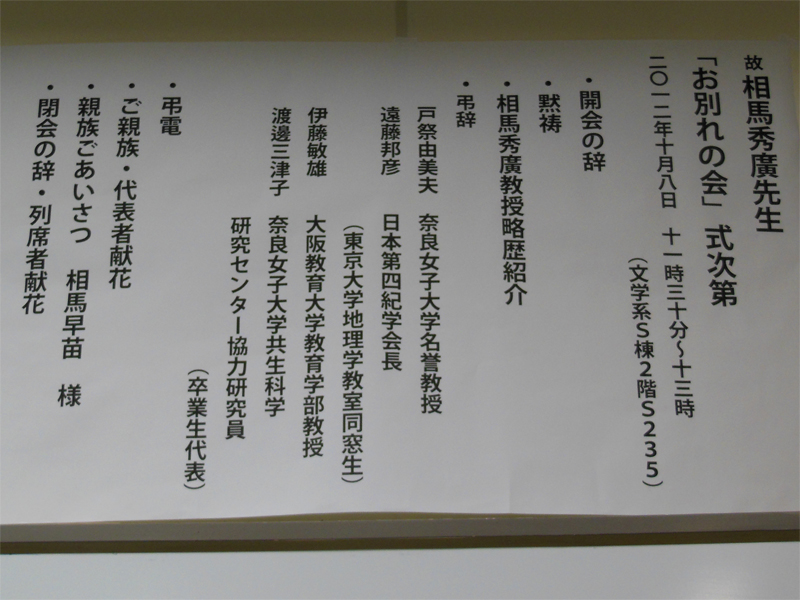 故 相馬秀廣先生
「お別れの会」式次第
二〇一二年十月八日 十一時三十分～十三時
(文学系S棟2階S235)
・開会の辞
・黙祷
・相馬秀廣教授略歴紹介
・弔辞
戸祭由美夫 奈良女子大学名誉教授
遠藤邦彦 日本第四紀学会長
(東京大学地理学教室同窓生)
伊藤敏雄 大阪教育大学教育学部教授
渡邊三津子 奈良女子大学共生科学
研究センター協力研究員
(卒業生代表)
・弔電
・ご親族・代表者献花
・親族ごあいさつ 相馬早苗 様
・閉会の辞・列席者献花